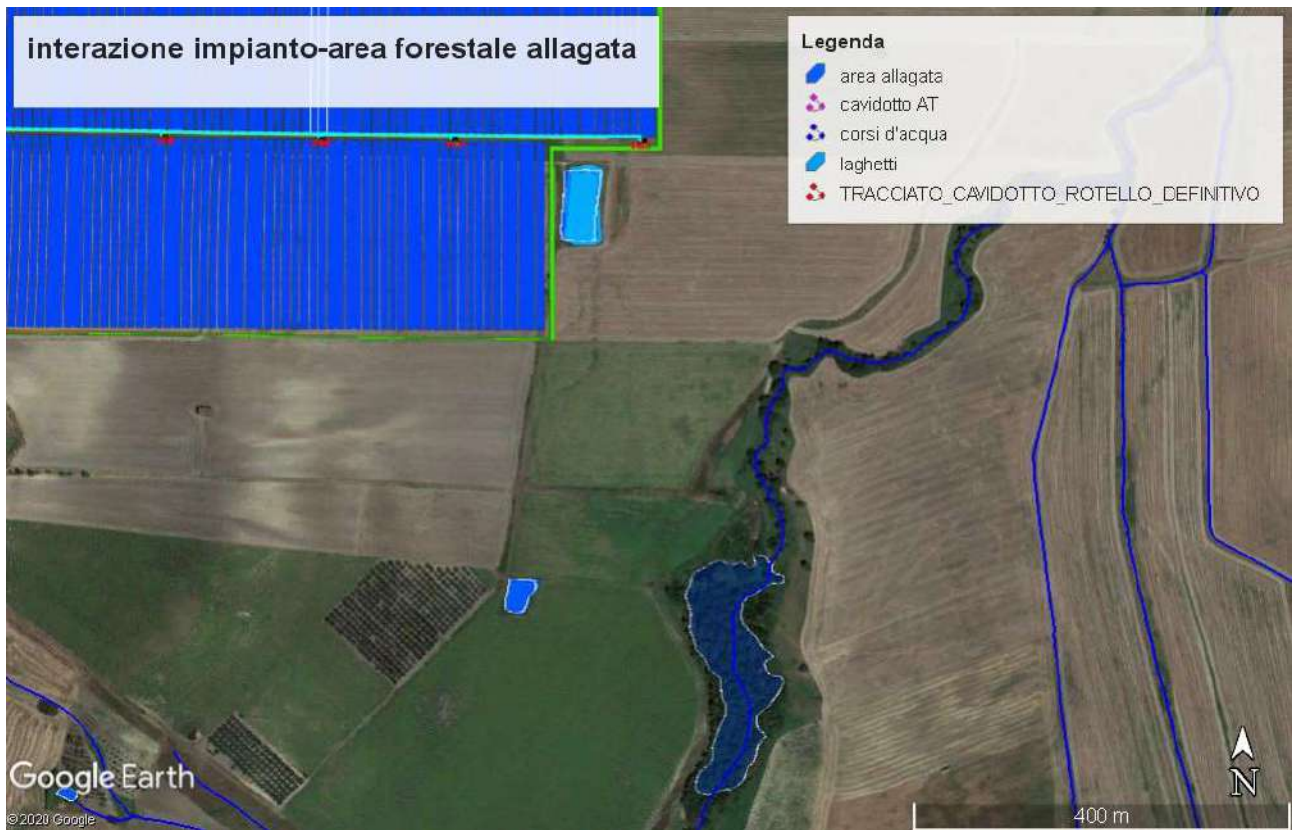 interazione impianto-area forestale allagata
Legenda
area allagata
cavidotto AT
corsi d'acqua
laghetti
TRACCIATO_CAVIDOTTO_ROTELLO_DEFINITIVO
Google Earth
©2020 Google
N
400 m